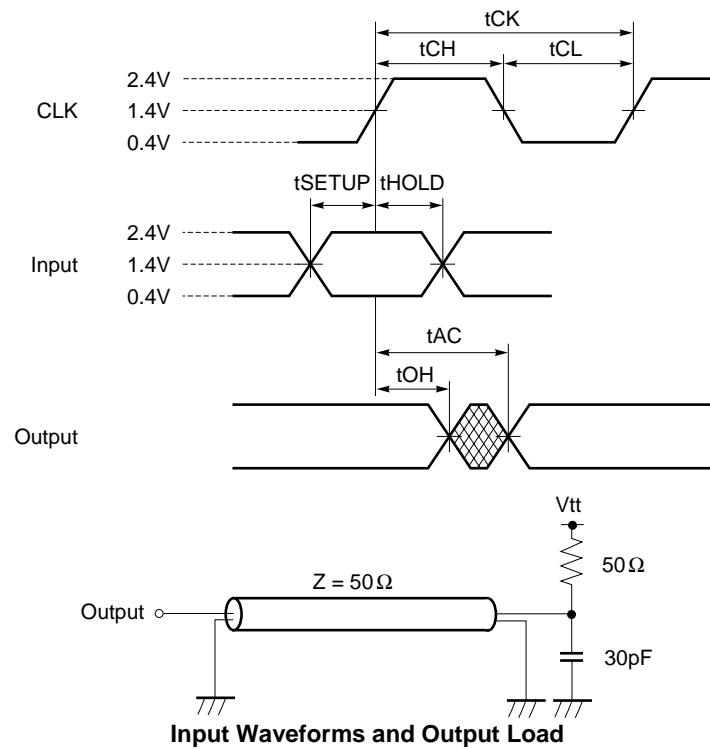 tCK
tCH tCL
2.4V
CLK 1.4V
0.4V
tSETUP tHOLD
2.4V
Input 1.4V
0.4V
tAC
tOH
Output
Vtt
50Ω
Z = 50Ω
Output
30pF
Input Waveforms and Output Load